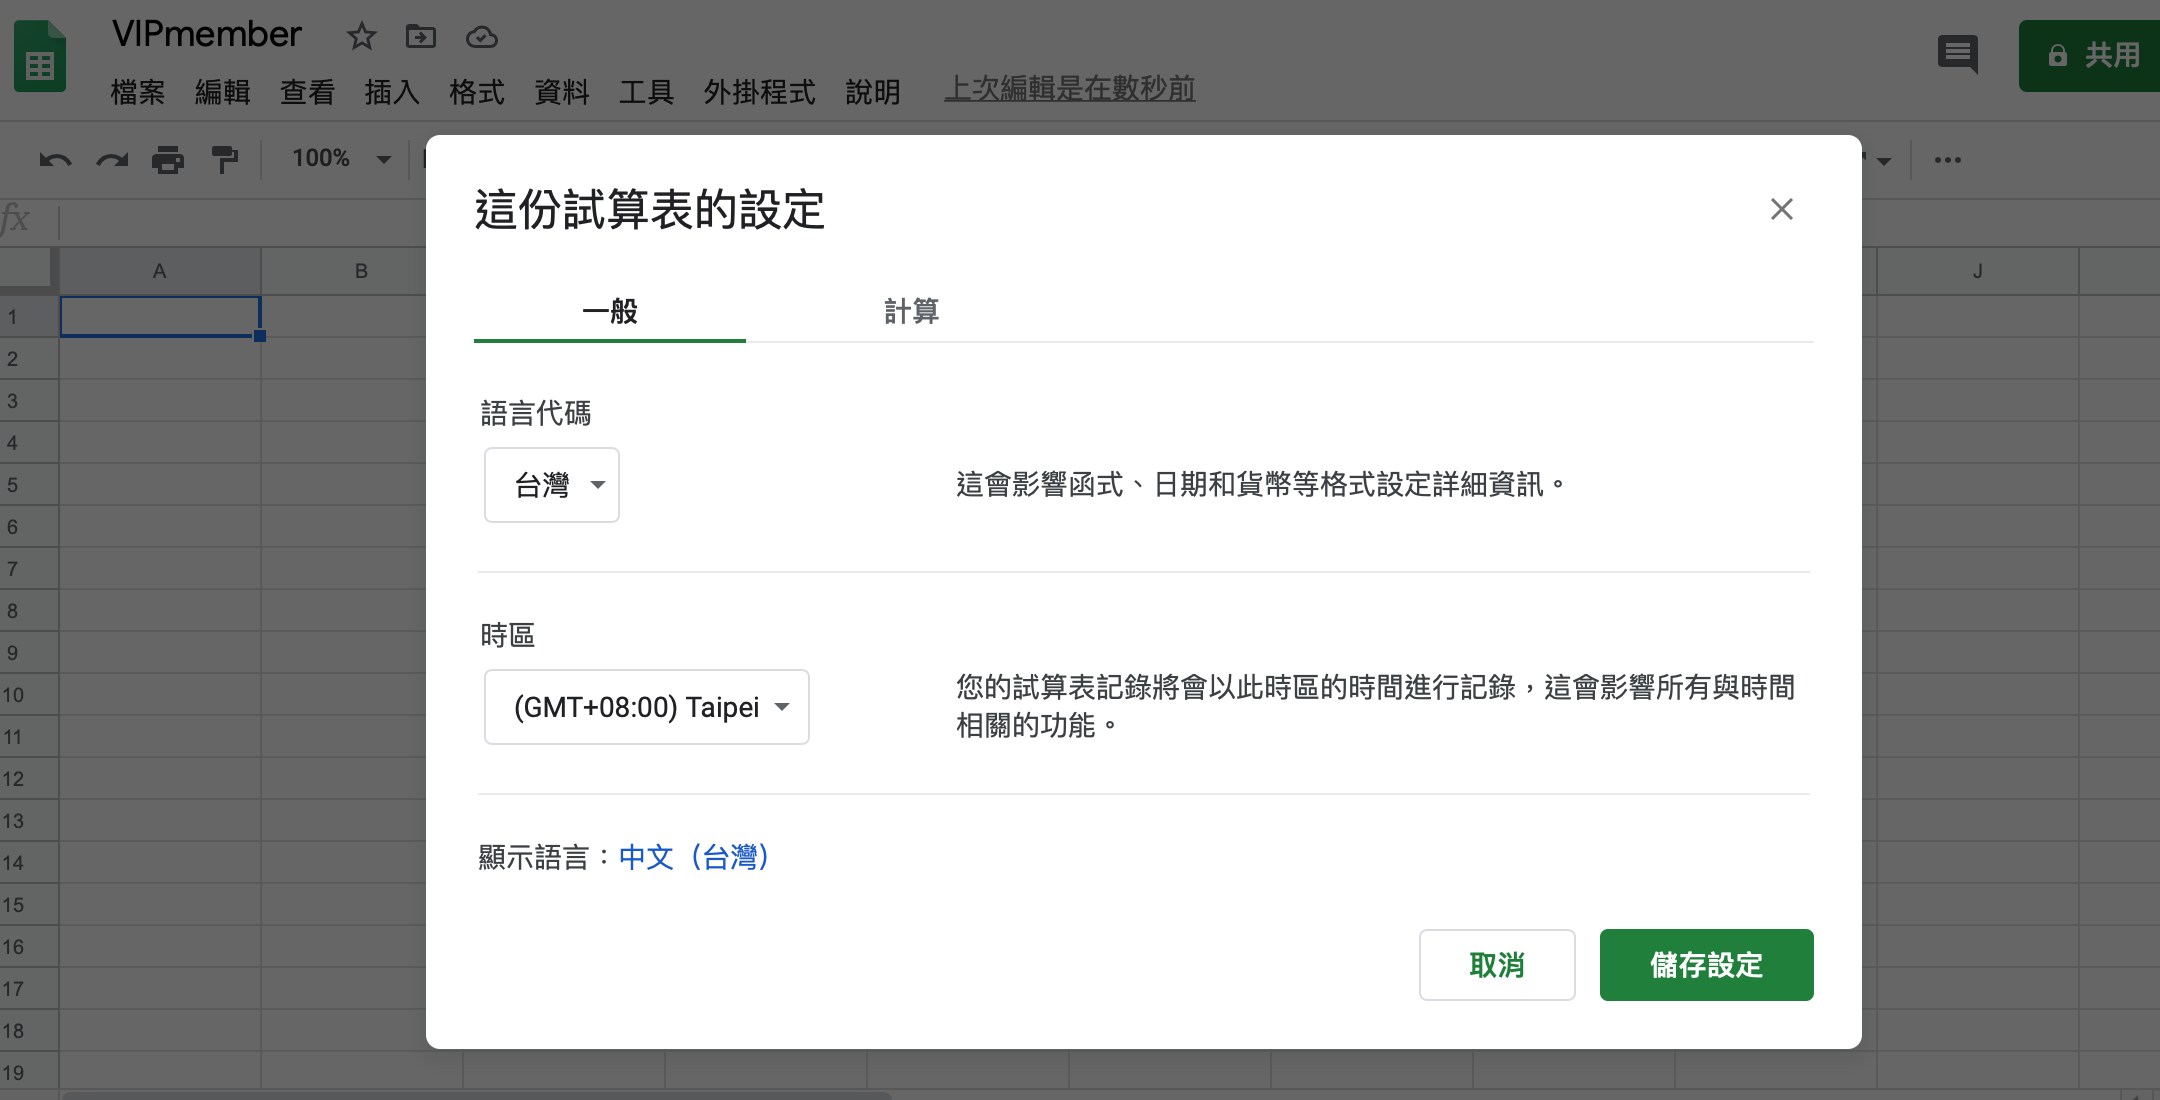 VIPmember
檔案 編輯 查看 插入 格式 資料 工具 外掛程式 說明 上次編輯是在數秒前
共用
100%
fx
A B J
這份試算表的設定
一般 計算
語言代碼
台灣
這會影響函式、日期和貨幣等格式設定詳細資訊。
時區
(GMT+08:00) Taipei
您的試算表記錄將會以此時區的時間進行記錄，這會影響所有與時間
相關的功能。
顯示語言：中文（台灣）
取消 儲存設定
1
2
3
4
5
6
7
8
9
10
11
12
13
14
15
16
17
18
19